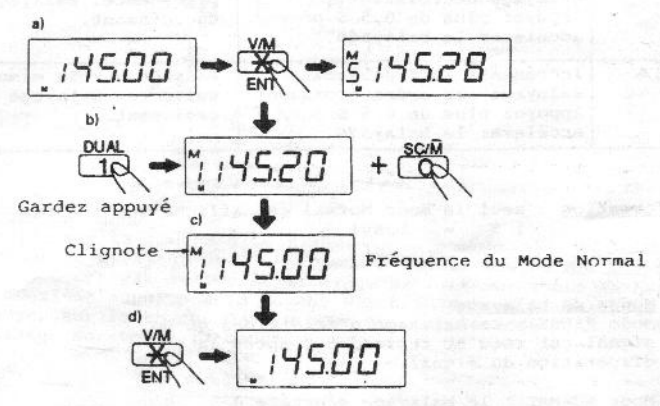 a)
V/M
M 145.00 ENT M S 145.28
b)
DUAL SC/M̅
1 M 1 145.20 + 0
Gardez appuyé
c)
Clignote M 1 145.00 Fréquence du Mode Normal
d)
V/M
145.00
ENT